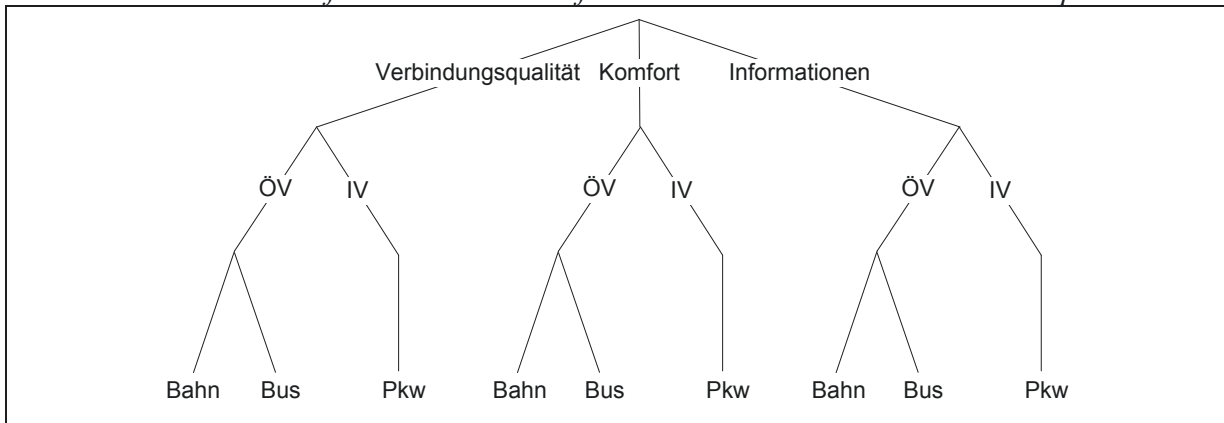 Verbindungsqualität Komfort Informationen
ÖV IV ÖV IV ÖV IV
Bahn Bus Pkw Bahn Bus Pkw Bahn Bus Pkw